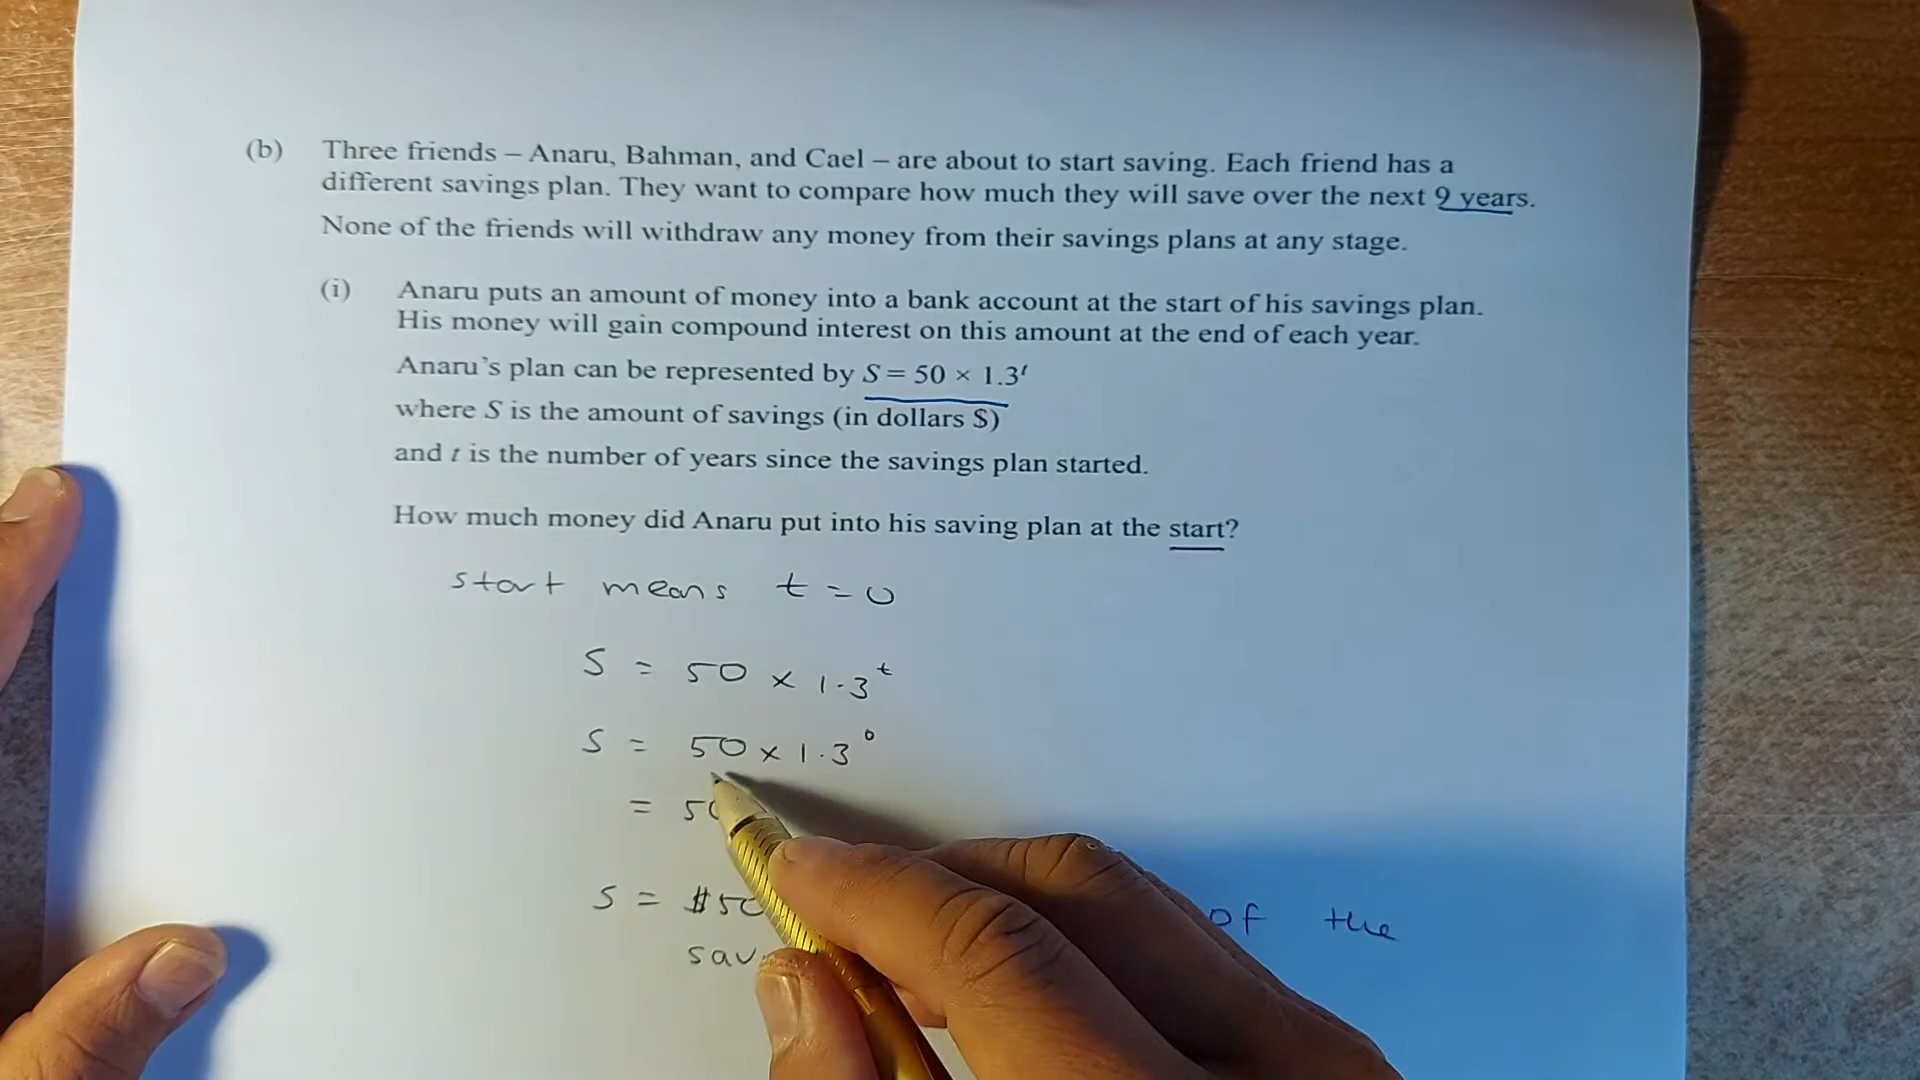 (b) Three friends – Anaru, Bahman, and Cael – are about to start saving. Each friend has a
different savings plan. They want to compare how much they will save over the next 9 years.
None of the friends will withdraw any money from their savings plans at any stage.
(i) Anaru puts an amount of money into a bank account at the start of his savings plan.
His money will gain compound interest on this amount at the end of each year.
Anaru's plan can be represented by S = 50 × 1.3^t
where S is the amount of savings (in dollars $)
and t is the number of years since the savings plan started.
How much money did Anaru put into his saving plan at the start?
start means t = 0
S = 50 × 1.3^t
S = 50 × 1.3^0
= 50
S = $50 of the